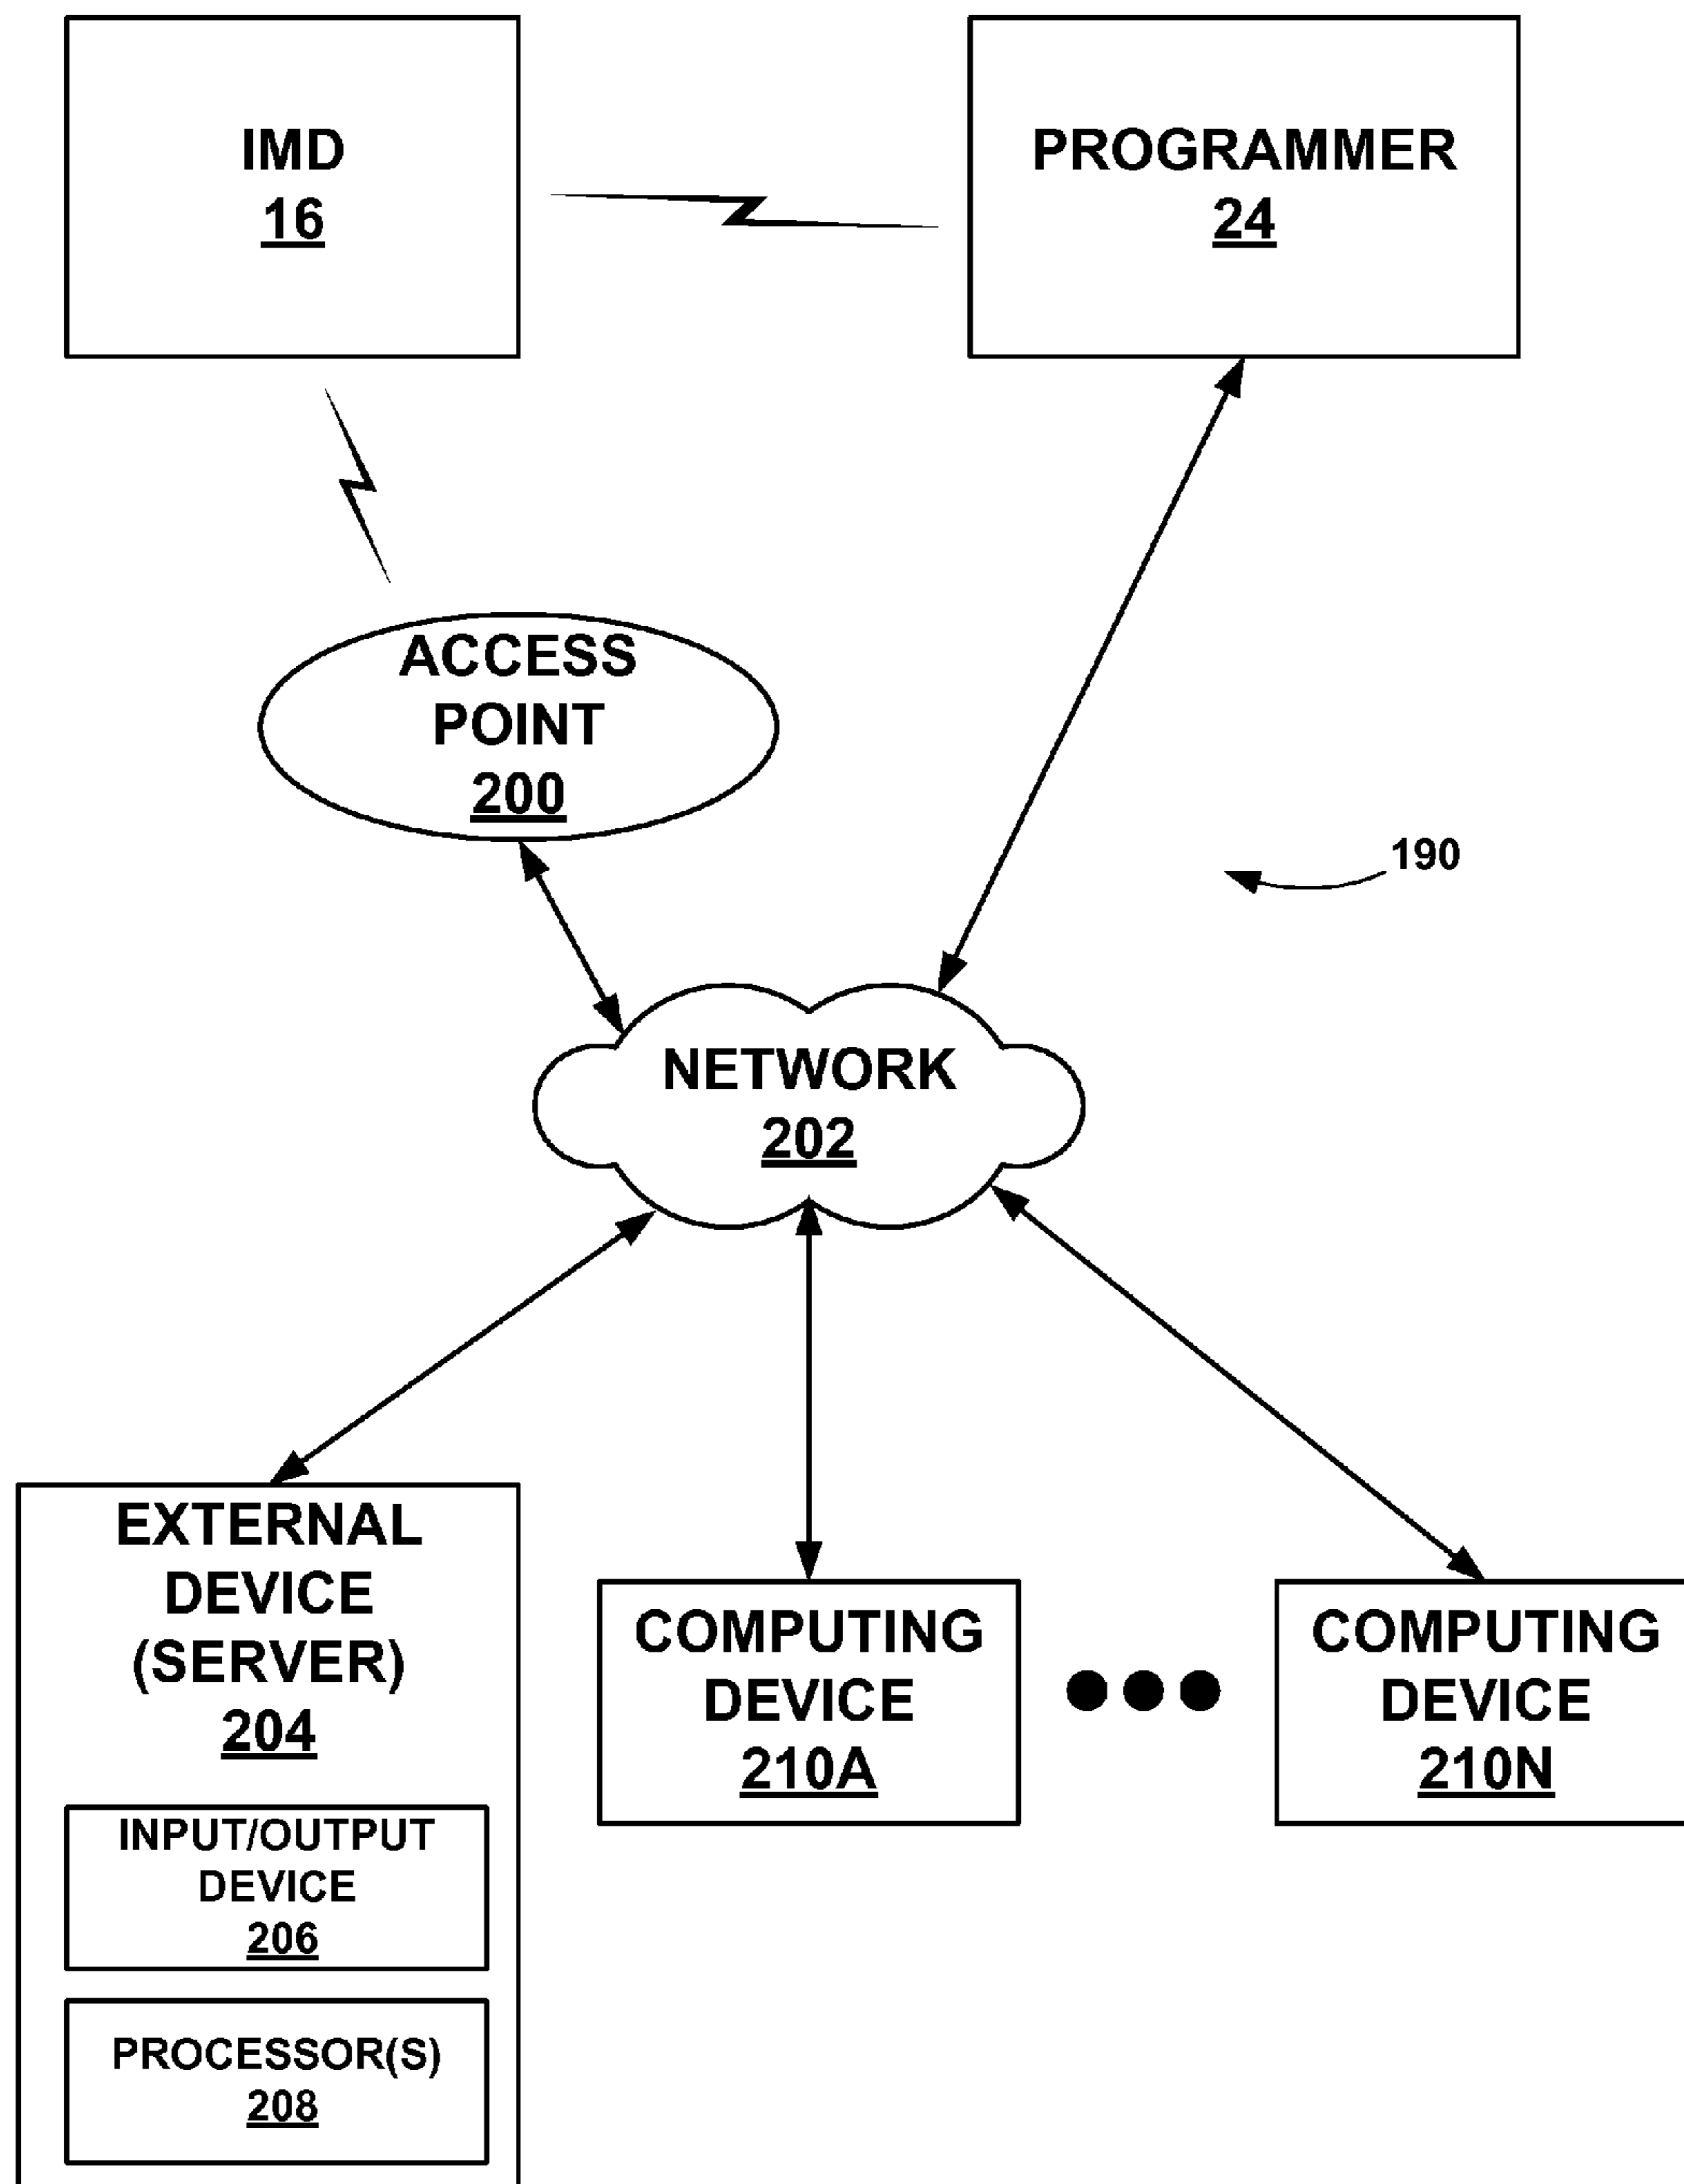 IMD
16
PROGRAMMER
24
ACCESS
POINT
200
190
NETWORK
202
EXTERNAL
DEVICE
(SERVER)
204
INPUT/OUTPUT
DEVICE
206
PROCESSOR(S)
208
COMPUTING
DEVICE
210A
COMPUTING
DEVICE
210N